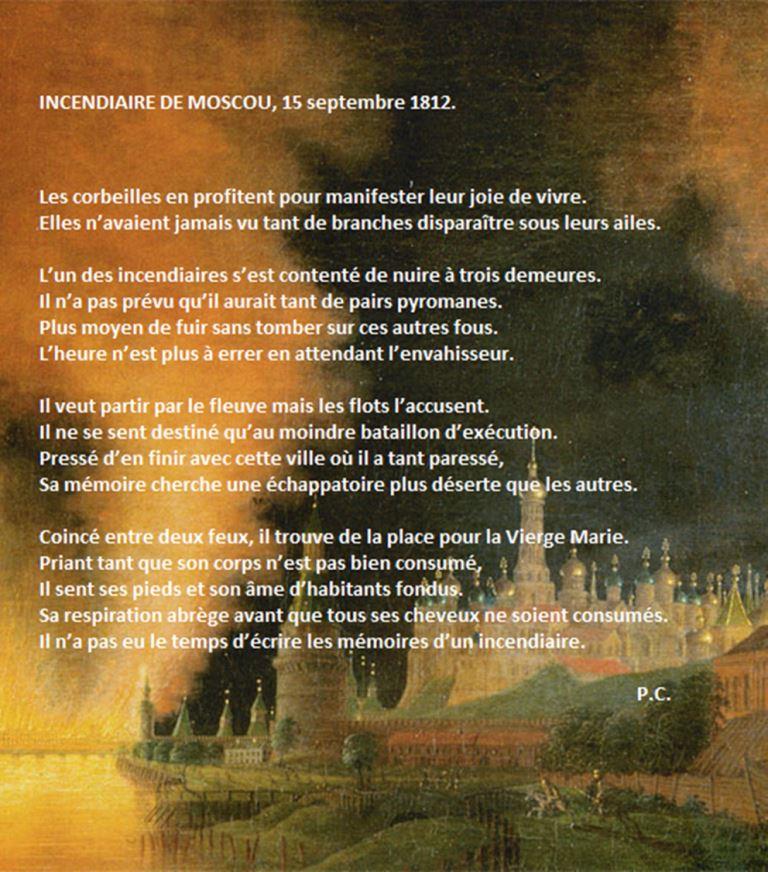 INCENDIAIRE DE MOSCOU, 15 septembre 1812.
Les corbeilles en profitent pour manifester leur joie de vivre.
Elles n’avaient jamais vu tant de branches disparaître sous leurs ailes.
L’un des incendiaires s’est contenté de nuire à trois demeures.
Il n’a pas prévu qu’il aurait tant de pairs pyromanes.
Plus moyen de fuir sans tomber sur ces autres fous.
L’heure n’est plus à errer en attendant l’envahisseur.
Il veut partir par le fleuve mais les flots l’accusent.
Il ne se sent destiné qu’au moindre bataillon d’exécution.
Pressé d’en finir avec cette ville où il a tant paressé,
Sa mémoire cherche une échappatoire plus déserte que les autres.
Coincé entre deux feux, il trouve de la place pour la Vierge Marie.
Priant tant que son corps n’est pas bien consumé,
Il sent ses pieds et son âme d’habitants fondus.
Sa respiration abrège avant que tous ses cheveux ne soient consumés.
Il n’a pas eu le temps d’écrire les mémoires d’un incendiaire.
P.C.